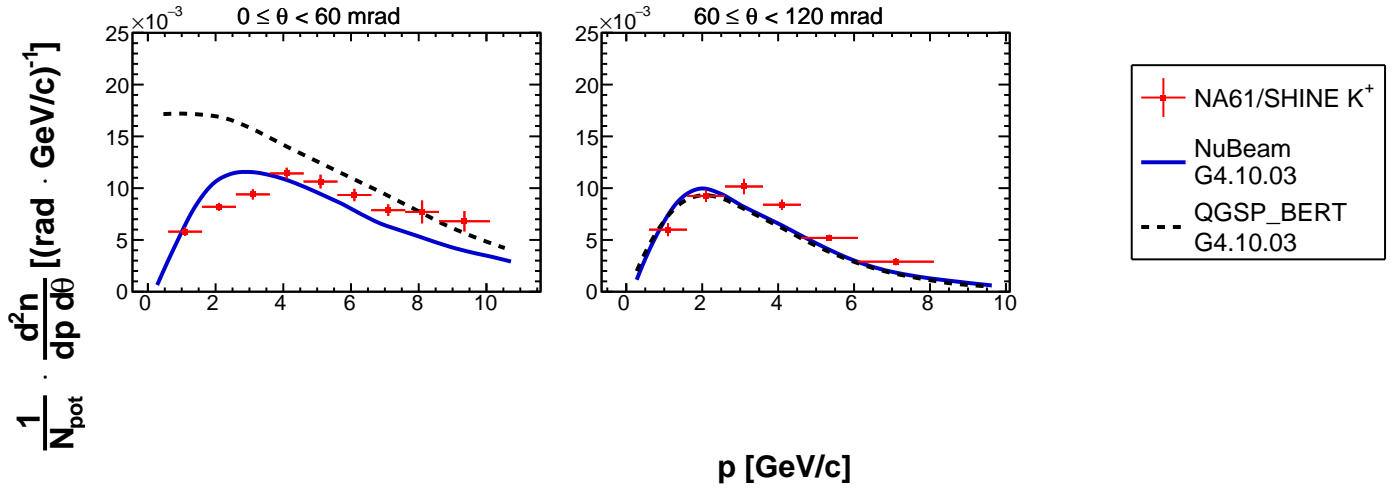 ×10⁻³ 0 ≤ θ < 60 mrad
×10⁻³ 60 ≤ θ < 120 mrad
25
20
15
10
5
0
0 2 4 6 8 10
25
20
15
10
5
0
0 2 4 6 8 10
1/N_pot · d²n/dp dθ [(rad · GeV/c)⁻¹]
p [GeV/c]
NA61/SHINE K⁺
NuBeam
G4.10.03
QGSP_BERT
G4.10.03